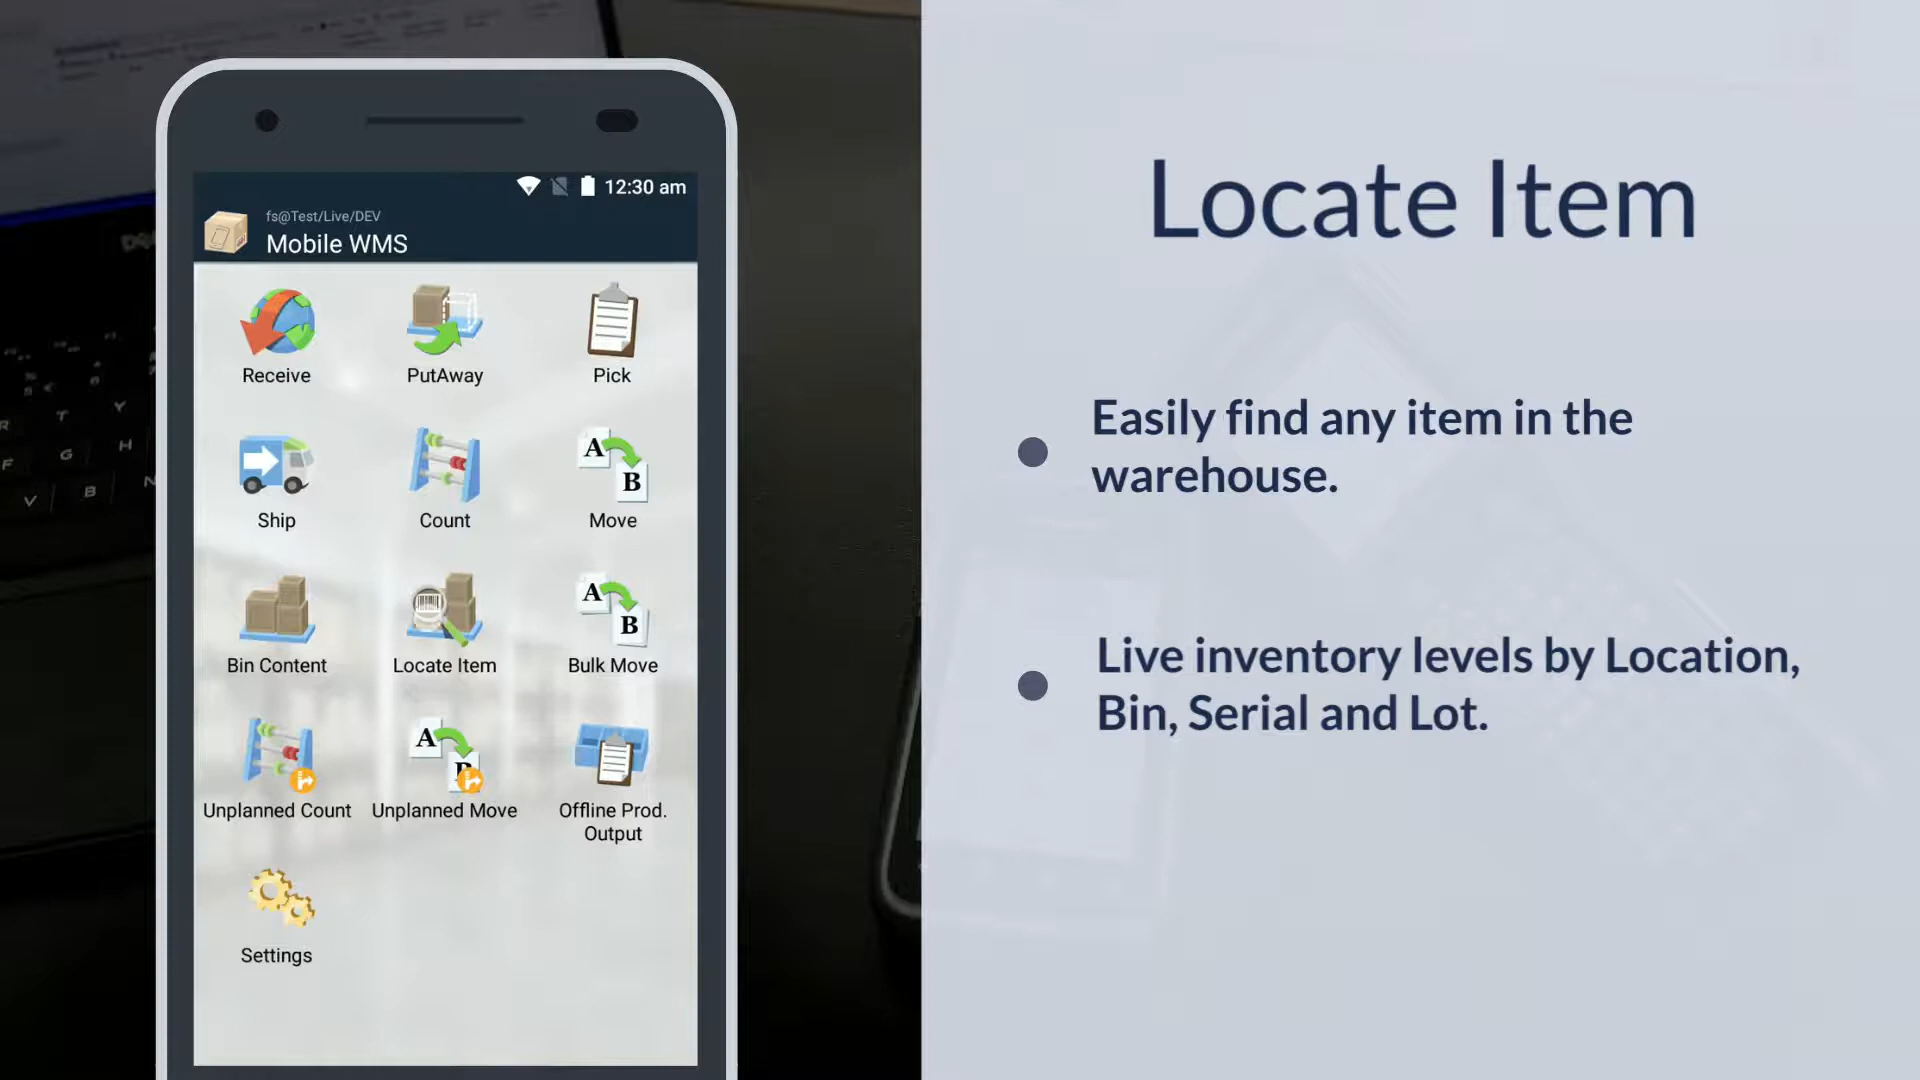 12:30 am
fs@Test/Live/DEV
Mobile WMS
Receive
PutAway
Pick
Ship
Count
A
B
Move
Bin Content
Locate Item
A
B
Bulk Move
Unplanned Count
A
Unplanned Move
Offline Prod.
Output
Settings
Locate Item
Easily find any item in the
warehouse.
Live inventory levels by Location,
Bin, Serial and Lot.
R
T
Y
F
G
H
V
B
N